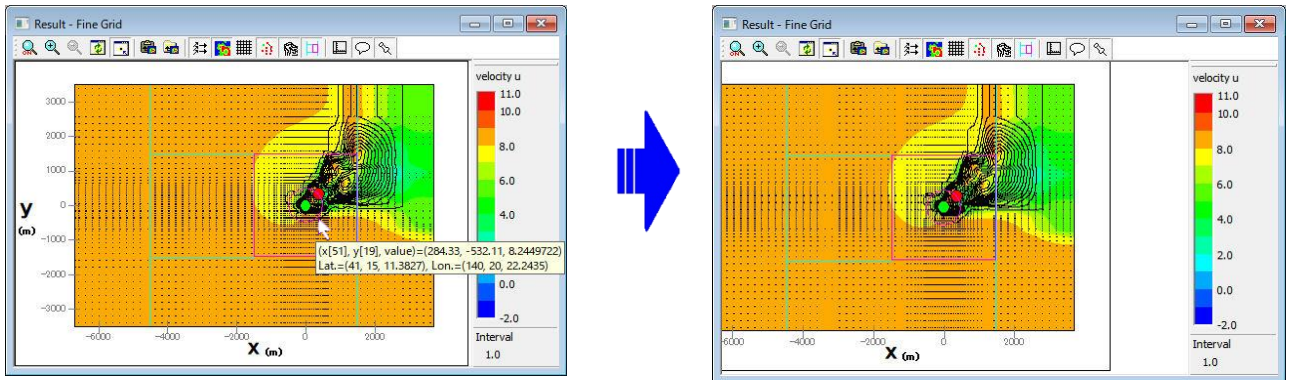 Result - Fine Grid
velocity u
11.0
10.0
8.0
6.0
4.0
0.0
-2.0
Interval
1.0
3000
2000
1000
0
-1000
-2000
-3000
y
(m)
(x[51], y[19], value)=(284.33, -532.11, 8.2449722)
Lat.=(41, 15, 11.3827), Lon.=(140, 20, 22.2435)
-6000 -4000 -2000 0 2000
X (m)
Result - Fine Grid
velocity u
11.0
10.0
8.0
6.0
4.0
2.0
0.0
-2.0
Interval
1.0
-6000 -4000 -2000 0 2000
X (m)